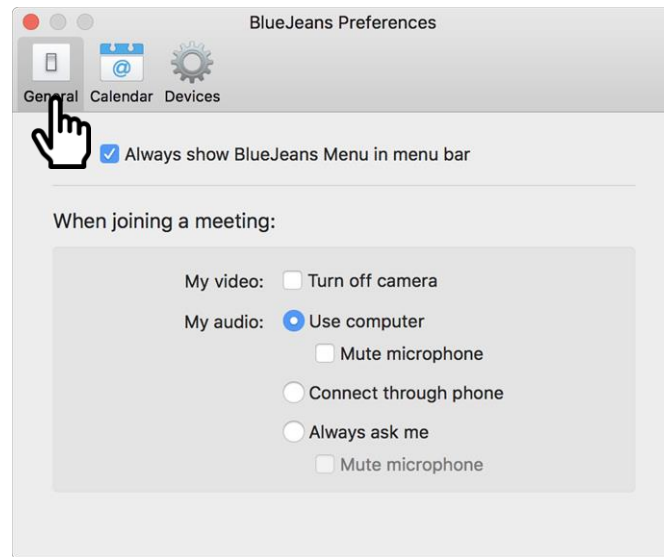 BlueJeans Preferences
@
General Calendar Devices
Always show BlueJeans Menu in menu bar
When joining a meeting:
My video: Turn off camera
My audio: Use computer
Mute microphone
Connect through phone
Always ask me
Mute microphone